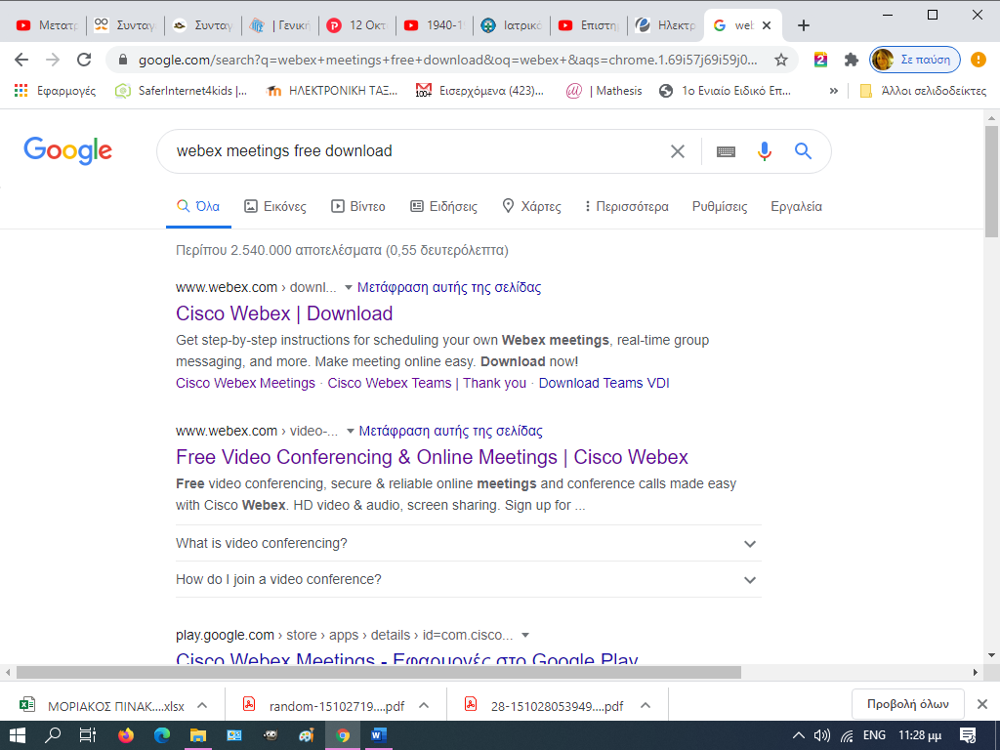 Μετατρ
Συνταγ
Συνταγ
| Γενική
12 Οκτ
1940-1
Ιατρικό
Επιστη
Ηλεκτρ
web
google.com/search?q=webex+meetings+free+download&oq=webex+&aqs=chrome.1.69i57j69i59j0...
Σε παύση
Εφαρμογές
SaferInternet4kids |...
ΗΛΕΚΤΡΟΝΙΚΗ ΤΑΞ...
Εισερχόμενα (423)...
| Mathesis
1ο Ενιαίο Ειδικό Επ...
»
Άλλοι σελιδοδείκτες
Google
webex meetings free download
Όλα
Εικόνες
Βίντεο
Ειδήσεις
Χάρτες
Περισσότερα
Ρυθμίσεις
Εργαλεία
Περίπου 2.540.000 αποτελέσματα (0,55 δευτερόλεπτα)
www.webex.com › downl... Μετάφραση αυτής της σελίδας
Cisco Webex | Download
Get step-by-step instructions for scheduling your own Webex meetings, real-time group
messaging, and more. Make meeting online easy. Download now!
Cisco Webex Meetings · Cisco Webex Teams | Thank you · Download Teams VDI
www.webex.com › video-... Μετάφραση αυτής της σελίδας
Free Video Conferencing & Online Meetings | Cisco Webex
Free video conferencing, secure & reliable online meetings and conference calls made easy
with Cisco Webex. HD video & audio, screen sharing. Sign up for ...
What is video conferencing?
How do I join a video conference?
play.google.com › store › apps › details › id=com.cisco...
Cisco Webex Meetings - Εφαρμογές στο Google Play
ΜΟΡΙΑΚΟΣ ΠΙΝΑΚ....xlsx
random-15102719....pdf
28-151028053949....pdf
Προβολή όλων
ENG
11:28 μμ